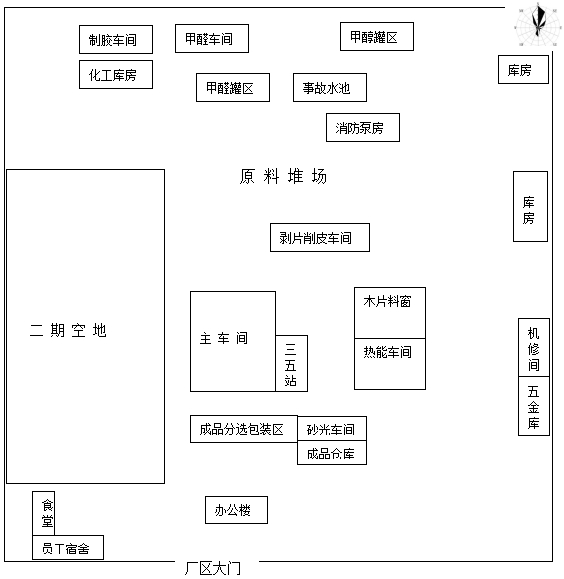 制胶车间
甲醛车间
甲醇罐区
化工库房
库房
甲醛罐区
事故水池
消防泵房
原料堆场
库房
剥片削皮车间
木片料窗
二期空地
主车间
三五站
热能车间
机修间
五金库
成品分选包装区
砂光车间
成品仓库
食堂
办公楼
员工宿舍
厂区大门